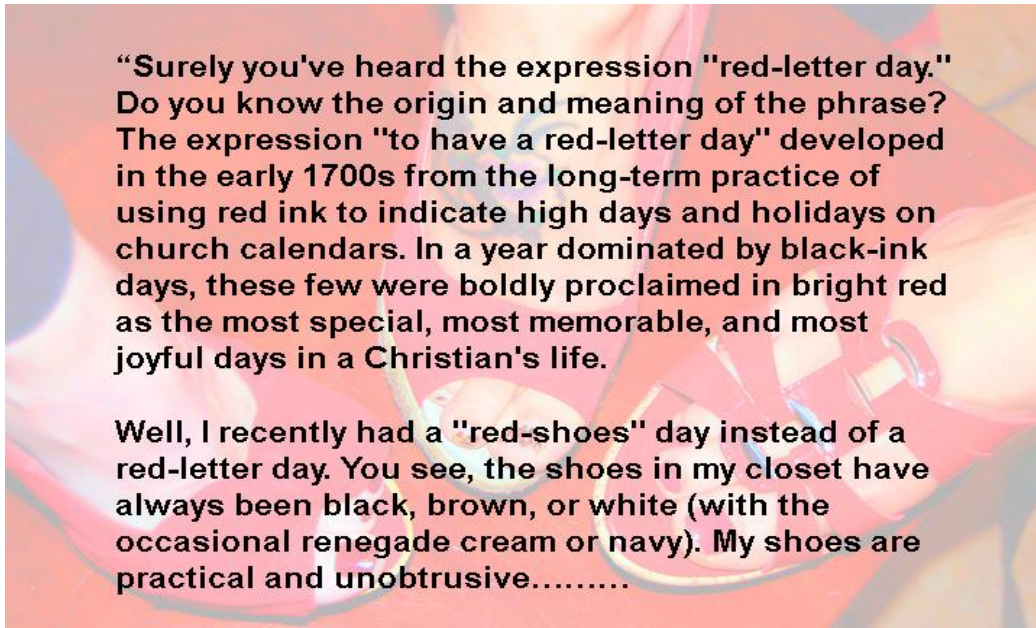 “Surely you've heard the expression "red-letter day."
Do you know the origin and meaning of the phrase?
The expression "to have a red-letter day" developed
in the early 1700s from the long-term practice of
using red ink to indicate high days and holidays on
church calendars. In a year dominated by black-ink
days, these few were boldly proclaimed in bright red
as the most special, most memorable, and most
joyful days in a Christian's life.
Well, I recently had a "red-shoes" day instead of a
red-letter day. You see, the shoes in my closet have
always been black, brown, or white (with the
occasional renegade cream or navy). My shoes are
practical and unobtrusive.........